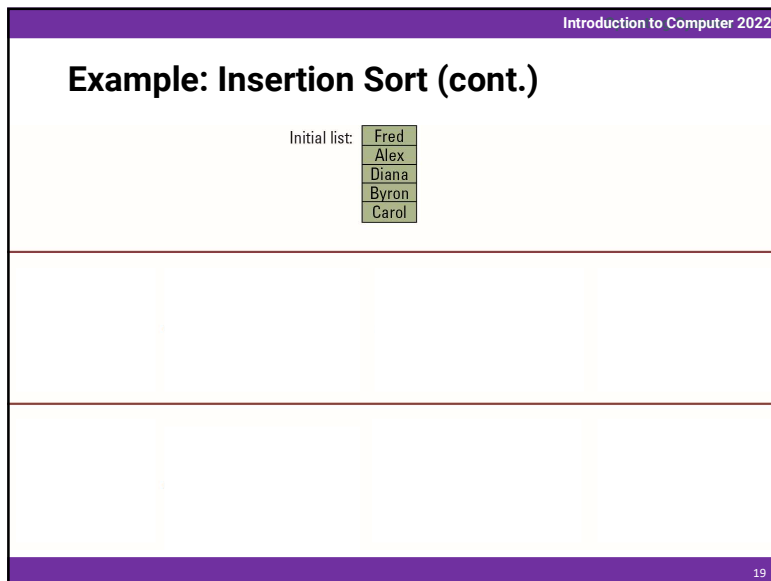 Introduction to Computer 2022
Example: Insertion Sort (cont.)
Initial list: Fred
Alex
Diana
Byron
Carol
19